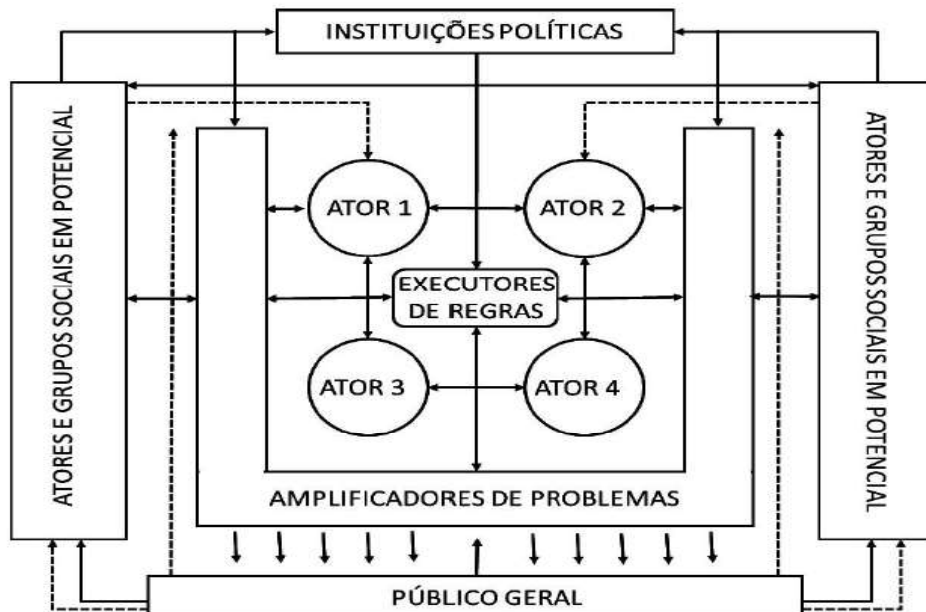 INSTITUIÇÕES POLÍTICAS
ATORES E GRUPOS SOCIAIS EM POTENCIAL
ATOR 1
ATOR 2
EXECUTORES
DE REGRAS
ATOR 3
ATOR 4
AMPLIFICADORES DE PROBLEMAS
ATORES E GRUPOS SOCIAIS EM POTENCIAL
PÚBLICO GERAL